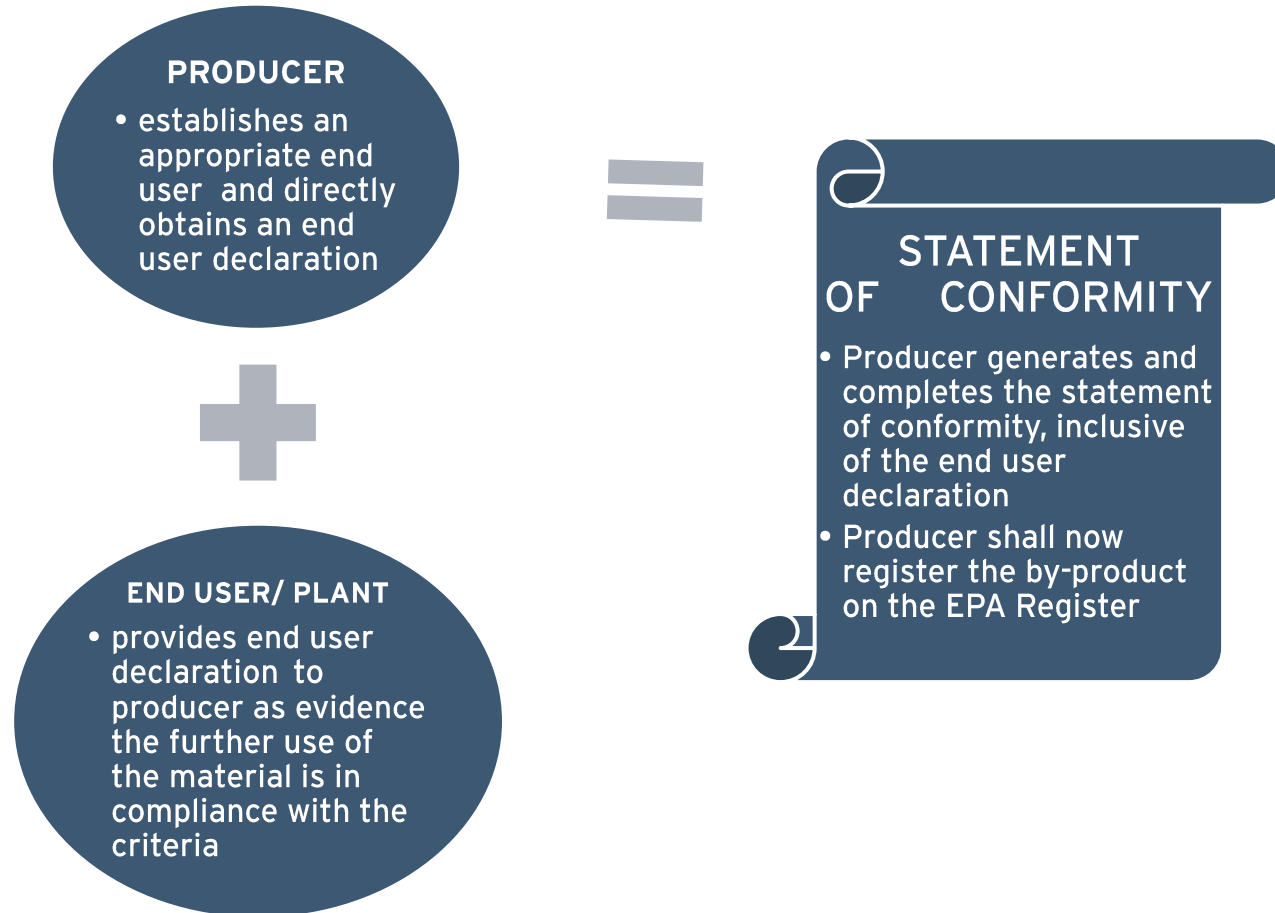 PRODUCER
• establishes an
appropriate end
user and directly
obtains an end
user declaration
END USER/ PLANT
• provides end user
declaration to
producer as evidence
the further use of
the material is in
compliance with the
criteria
STATEMENT
OF CONFORMITY
• Producer generates and
completes the statement
of conformity, inclusive
of the end user
declaration
• Producer shall now
register the by-product
on the EPA Register